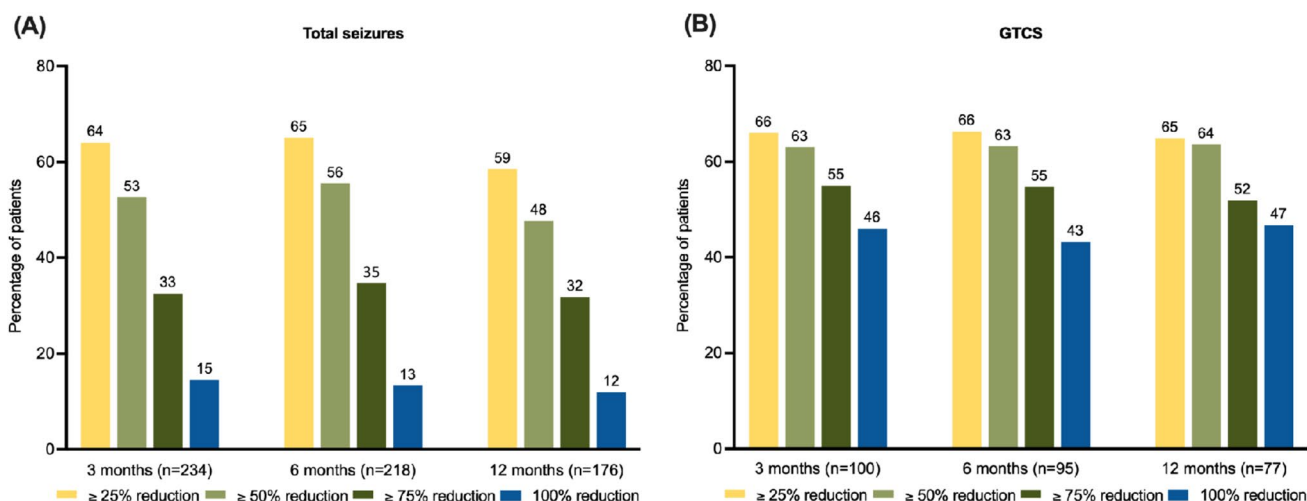 (A)
Total seizures
Percentage of patients
80
60
40
20
0
64
53
33
15
65
56
35
13
59
48
32
12
3 months (n=234)
6 months (n=218)
12 months (n=176)
≥ 25% reduction
≥ 50% reduction
≥ 75% reduction
100% reduction
(B)
GTCS
Percentage of patients
80
60
40
20
0
66
63
55
46
66
63
55
43
65
64
52
47
3 months (n=100)
6 months (n=95)
12 months (n=77)
≥ 25% reduction
≥ 50% reduction
≥ 75% reduction
100% reduction